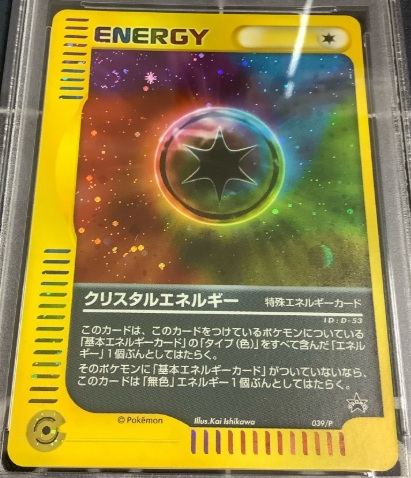 ENERGY
クリスタルエネルギー 特殊エネルギーカード
ID:D-53
このカードは、このカードをつけているポケモンについている
「基本エネルギーカード」の「タイプ(色)」をすべて含んだ「エネル
ギー」1個ぶんとしてはたらく。
そのポケモンに「基本エネルギーカード」がついていないなら、
このカードは「無色」エネルギー1個ぶんとしてはたらく。
©Pokémon Illus.Kai Ishikawa 039/P